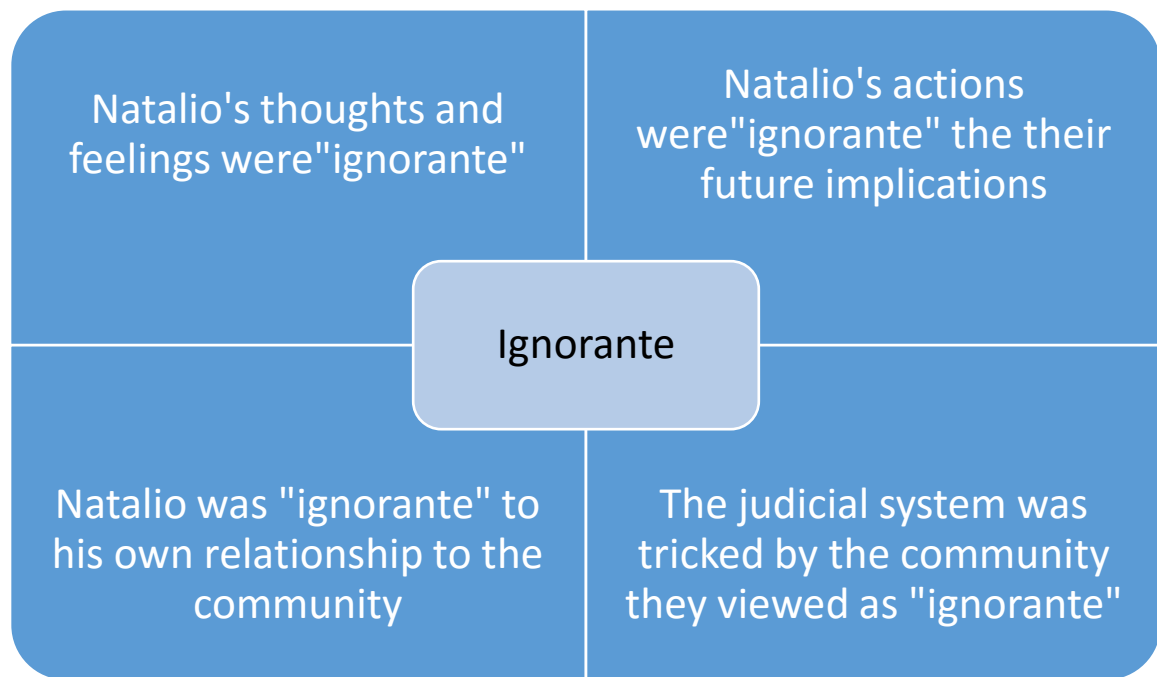 Natalio's thoughts and
feelings were"ignorante"
Natalio's actions
were"ignorante" the their
future implications
Ignorante
Natalio was "ignorante" to
his own relationship to the
community
The judicial system was
tricked by the community
they viewed as "ignorante"